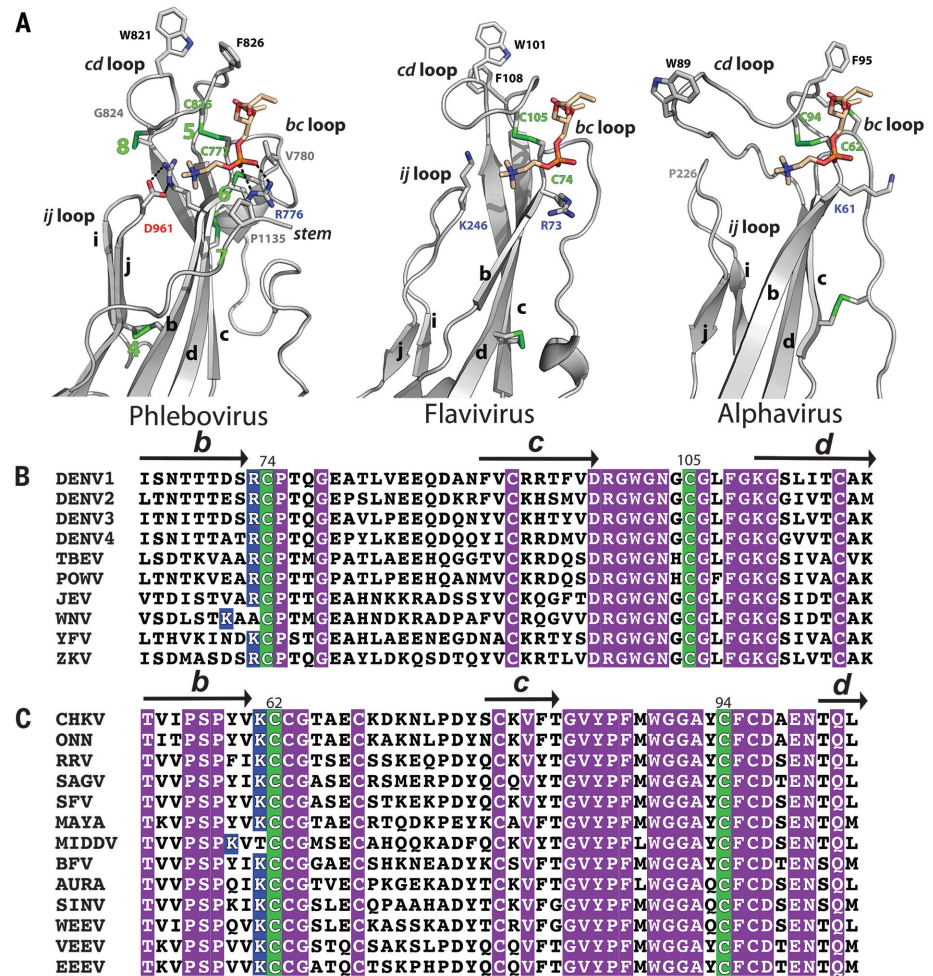 A
W821
F826
cd loop
G824
C825
5
8
C777
bc loop
V780
6
ij loop
i
D961
R776
P1135
stem
j
7
b
c
4
d
Phlebovirus
W101
cd loop
F108
C105
bc loop
ij loop
C74
K246
R73
b
i
c
j
d
Flavivirus
W89
cd loop
F95
C94
bc loop
C62
P226
K61
ij loop
i
b
c
j
d
Alphavirus
b
74
c
105
d
B
DENV1 ISNTTTDSRCPTQGEATLVEEQDANFVCRRTFVDRGWGNGCGLFGKGSLITCAK
DENV2 LTNTTTESRCPTQGEPSLNEEQDKRFVCKHSMVDRGWGNGCGLFGKGGIVTCAM
DENV3 ITNITTDSRCPTQGEAVLPEEQDQNYVCKHTYVDRGWGNGCGLFGKGSLVTCAK
DENV4 ISNITTATRCPTQGEPYLKEEQDQQYICRRDMVDRGWGNGCGLFGKGGVVTCAK
TBEV LSDTKVAARCPTMGPATLAEEHQGGTVCKRDQSDRGWGNHCGLFGKGSIVACVK
POWV LTNTKVEARCPTTGPATLPEEHQANMVCKRDQSDRGWGNHCGFFGKGSIVACAK
JEV VTDISTVARCPTTGEAHNKKRADSSYVCKQGFTDRGWGNGCGLFGKGSIDTCAK
WNV VSDLSTKAACPTMGEAHNDKRADPAFVCRQGVVDRGWGNGCGLFGKGSIDTCAK
YFV LTHVKINDKCPSTGEAHLAEENEGDNACKRTYSDRGWGNGCGLFGKGSIVACAK
ZKV ISDMASDSRCPTQGEAYLDKQSDTQYVCKRTLVDRGWGNGCGLFGKGSLVTCAK
b
62
c
94
d
C
CHKV TVIPSPYVKCCGTAECKDKNLPDYSCKVFTGVYPFMWGGAYCFCDAENTQL
ONN TITPSPYVKCCGTAECKAKNLPDYNCKVFTGVYPFMWGGAYCFCDAENTQL
RRV TVVPSPFIKCCGTSECSSKEQPDYQCKVYTGVYPFMWGGAYCFCDSENTQL
SAGV TVVPSPYIKCCGASECRSMERPDYQCQVYTGVYPFMWGGAYCFCDSENTQL
SFV TVVPSPYVKCCGASECSTKEKPDYQCKVYTGVYPFMWGGAYCFCDSENTQL
MAYA TKVPSPYVKCCGTAECRTQDKPEYKCAVFTGVYPFMWGGAYCFCDSENTQM
MIDDV TVVPSPKVTCCGMSECAHQQKADFQCKVYTGVYPFLWGGAYCFCDSENTQL
BFV TVVPSPYIKCCGGAECSHKNEADYKCSVFTGVYPFMWGGAYCFCDTENSQM
AURA TVVPSPQIKCCGTVECPKGEKADYTCKVFTGVYPFLWGGAQCFCDSENSQL
SINV TVVPSPKIKCCGSLECQPAAHADYTCKVFGGVYPFMWGGAQCFCDSENSQM
WEEV TVIPSPQVKCCGSLECKASSKADYTCRVFGGVYPFMWGGAQCFCDSENTQL
VEEV TKVPSPVVKCCGSTQCSAKSLPDYQCQVFTGVYPFMWGGAYCFCDTENTQM
EEEV TKVPSPVVKCCGATQCTSKPHPDYQCQVFTGVYPFMWGGAYCFCDTENTQM